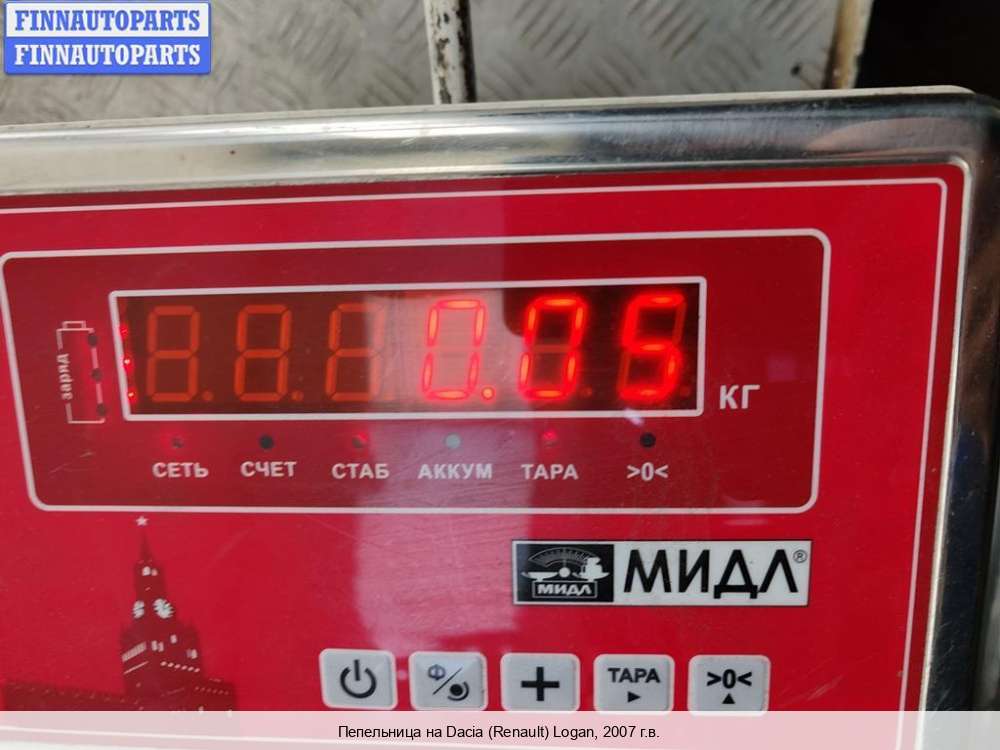 FINNAUTOPARTS
FINNAUTOPARTS
заряд
0.05
КГ
СЕТЬ СЧЕТ СТАБ АККУМ ТАРА >0<
МИДЛ
МИДЛ®
Ф ТАРА >0<
Пепельница на Dacia (Renault) Logan, 2007 г.в.